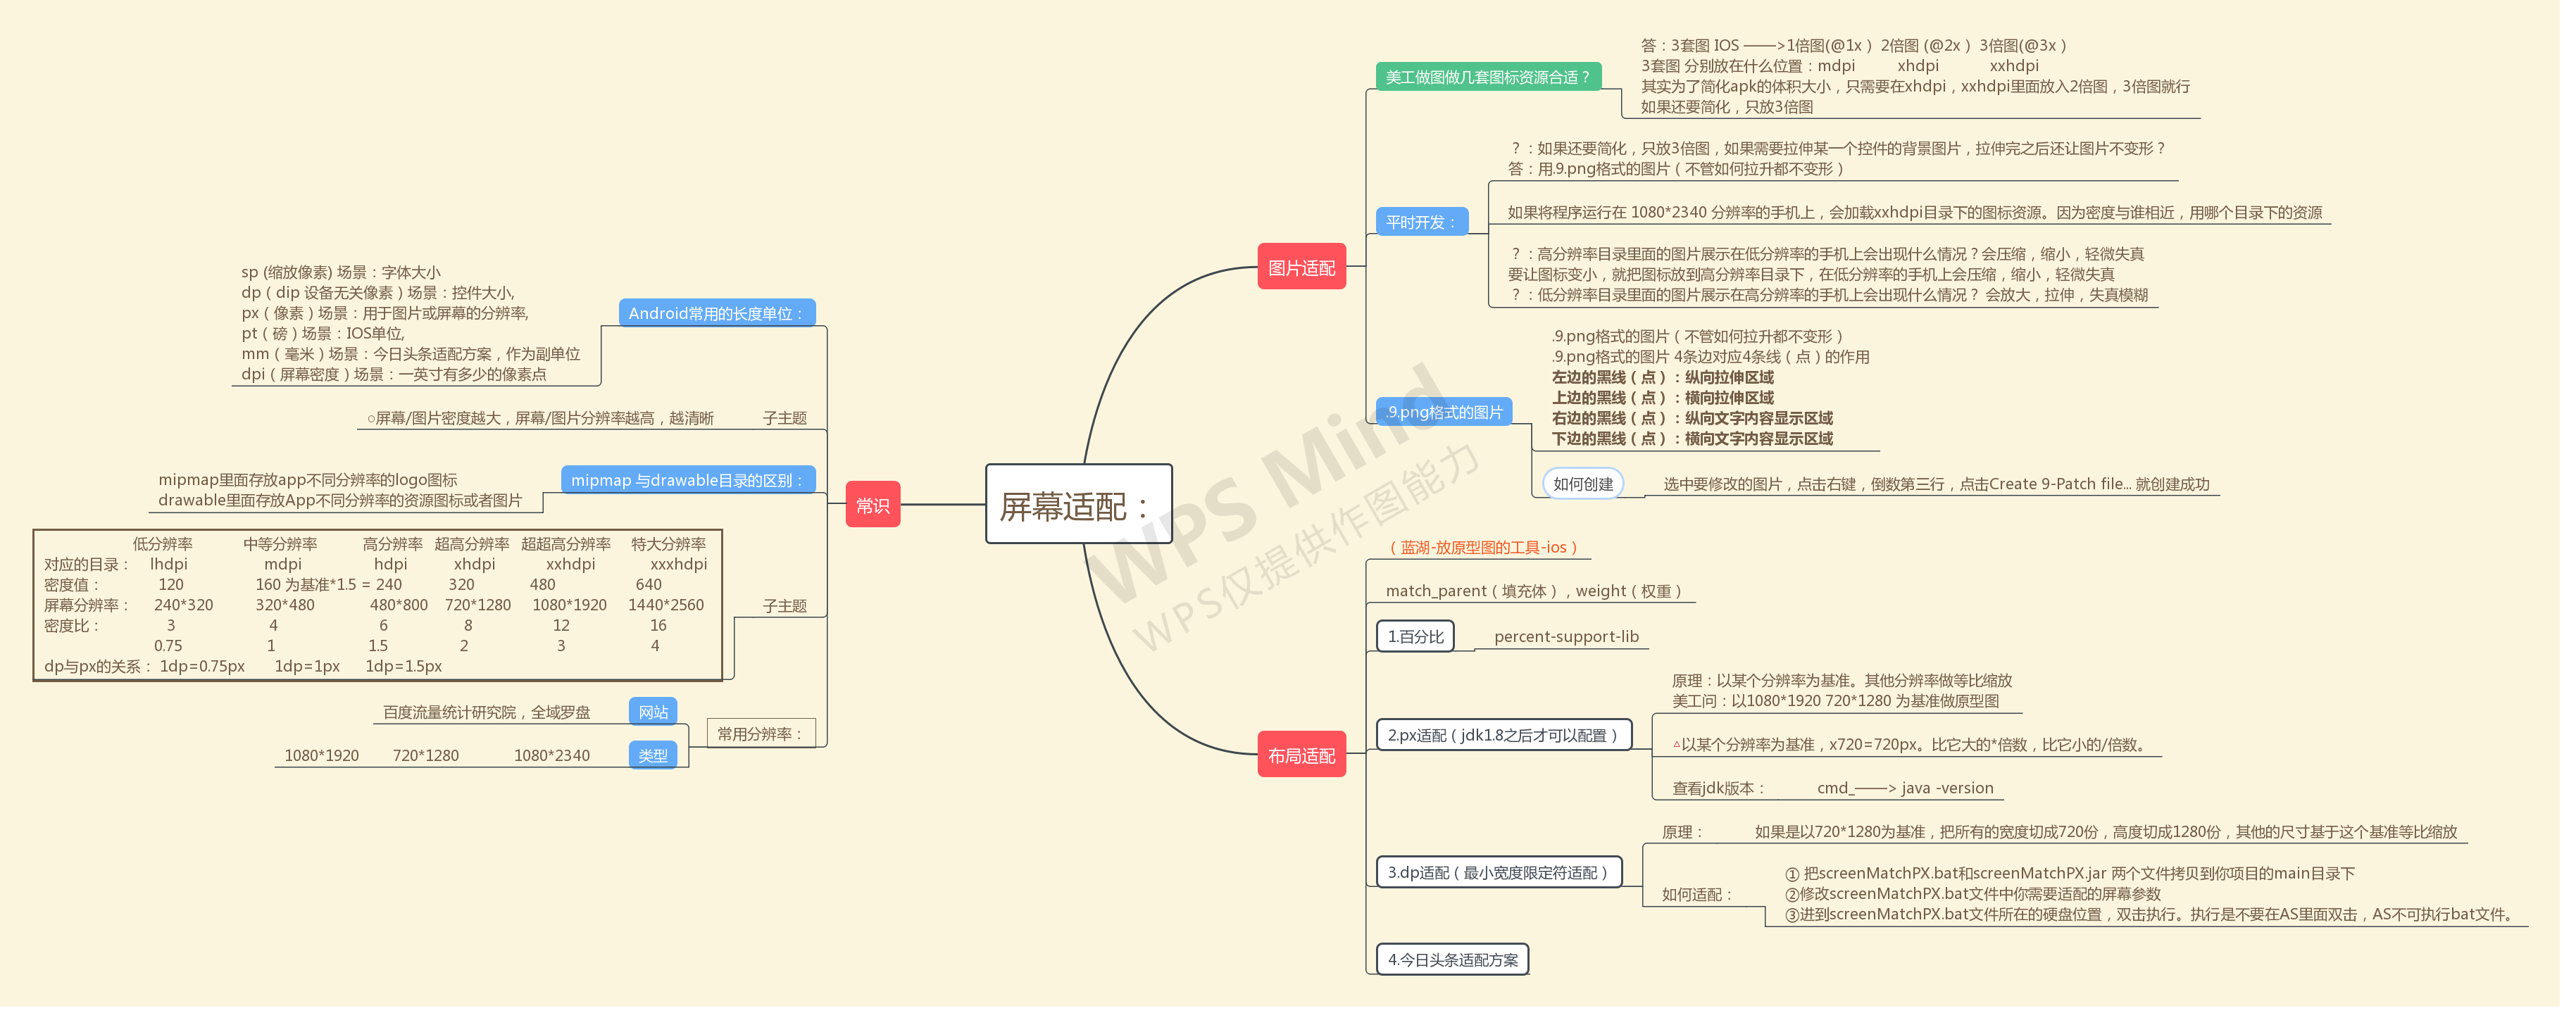 屏幕适配：
常识
Android常用的长度单位：
sp (缩放像素) 场景：字体大小
dp（ dip 设备无关像素）场景：控件大小,
px（ 像素 ）场景：用于图片或屏幕的分辨率,
pt（ 磅 ）场景：IOS单位,
mm（ 毫米 ）场景：今日头条适配方案，作为副单位
dpi（ 屏幕密度 ）场景：一英寸有多少的像素点
子主题
○屏幕/图片密度越大，屏幕/图片分辨率越高，越清晰
mipmap 与drawable目录的区别：
mipmap里面存放app不同分辨率的logo图标
drawable里面存放App不同分辨率的资源图标或者图片
子主题
低分辨率 中等分辨率 高分辨率 超高分辨率 超超高分辨率 特大分辨率
对应的目录： lhdpi mdpi hdpi xhdpi xxhdpi xxxhdpi
密度值： 120 160 为基准*1.5 = 240 320 480 640
屏幕分辨率： 240*320 320*480 480*800 720*1280 1080*1920 1440*2560
密度比： 3 4 6 8 12 16
0.75 1 1.5 2 3 4
dp与px的关系： 1dp=0.75px 1dp=1px 1dp=1.5px
常用分辨率：
网站
百度流量统计研究院，全域罗盘
类型
1080*1920 720*1280 1080*2340
图片适配
美工做图做几套图标资源合适？
答：3套图 IOS ——>1倍图(@1x ) 2倍图 (@2x ) 3倍图(@3x )
3套图 分别放在什么位置：mdpi xhdpi xxhdpi
其实为了简化apk的体积大小，只需要在xhdpi，xxhdpi里面放入2倍图，3倍图就行
如果还要简化，只放3倍图
平时开发：
？：如果还要简化，只放3倍图，如果需要拉伸某一个控件的背景图片，拉伸完之后还让图片不变形？
答：用.9.png格式的图片（ 不管如何拉升都不变形 ）
如果将程序运行在 1080*2340 分辨率的手机上，会加载xxhdpi目录下的图标资源。因为密度与谁相近，用哪个目录下的资源
？：高分辨率目录里面的图片展示在低分辨率的手机上会出现什么情况？会压缩，缩小，轻微失真
要让图标变小，就把图标放到高分辨率目录下，在低分辨率的手机上会压缩，缩小，轻微失真
？：低分辨率目录里面的图片展示在高分辨率的手机上会出现什么情况？ 会放大，拉伸，失真模糊
.9.png格式的图片
.9.png格式的图片（ 不管如何拉升都不变形 ）
.9.png格式的图片 4条边对应4条线（ 点 ）的作用
左边的黑线（ 点 ）：纵向拉伸区域
上边的黑线（ 点 ）：横向拉伸区域
右边的黑线（ 点 ）：纵向文字内容显示区域
下边的黑线（ 点 ）：横向文字内容显示区域
如何创建
选中要修改的图片，点击右键，倒数第三行，点击Create 9-Patch file... 就创建成功
布局适配
（ 蓝湖-放原型图的工具-ios ）
match_parent（ 填充体 ），weight（ 权重 ）
1.百分比
percent-support-lib
2.px适配（ jdk1.8之后才可以配置 ）
原理：以某个分辨率为基准。其他分辨率做等比缩放
美工问：以1080*1920 720*1280 为基准做原型图
△以某个分辨率为基准，x720=720px。比它大的*倍数，比它小的/倍数。
查看jdk版本： cmd_——> java -version
3.dp适配（ 最小宽度限定符适配 ）
原理： 如果是以720*1280为基准，把所有的宽度切成720份，高度切成1280份，其他的尺寸基于这个基准等比缩放
如何适配：
① 把screenMatchPX.bat和screenMatchPX.jar 两个文件拷贝到你项目的main目录下
②修改screenMatchPX.bat文件中你需要适配的屏幕参数
③进到screenMatchPX.bat文件所在的硬盘位置，双击执行。执行是不要在AS里面双击，AS不可执行bat文件。
4.今日头条适配方案
WPS Mind
WPS仅提供作图能力